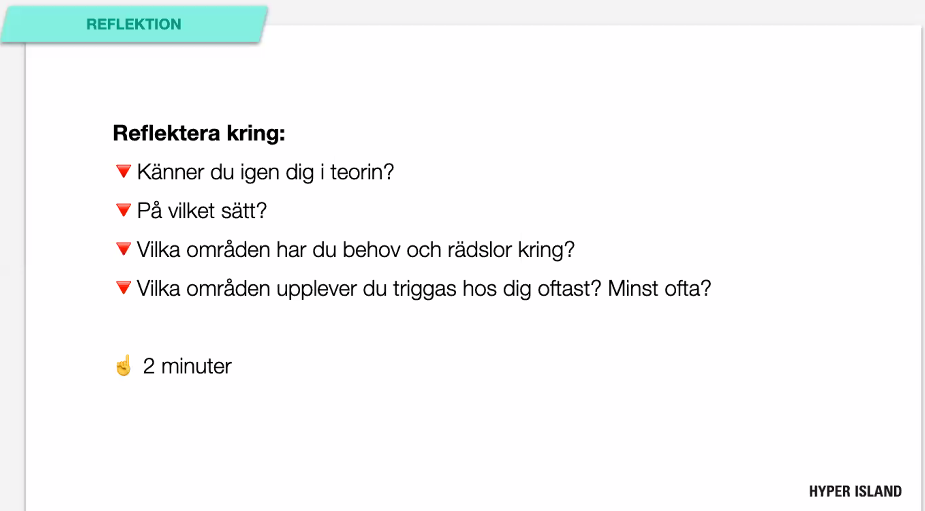 REFLEKTION
Reflektera kring:
🔻Känner du igen dig i teorin?
🔻På vilket sätt?
🔻Vilka områden har du behov och rädslor kring?
🔻Vilka områden upplever du triggas hos dig oftast? Minst ofta?
☝️ 2 minuter
HYPER ISLAND